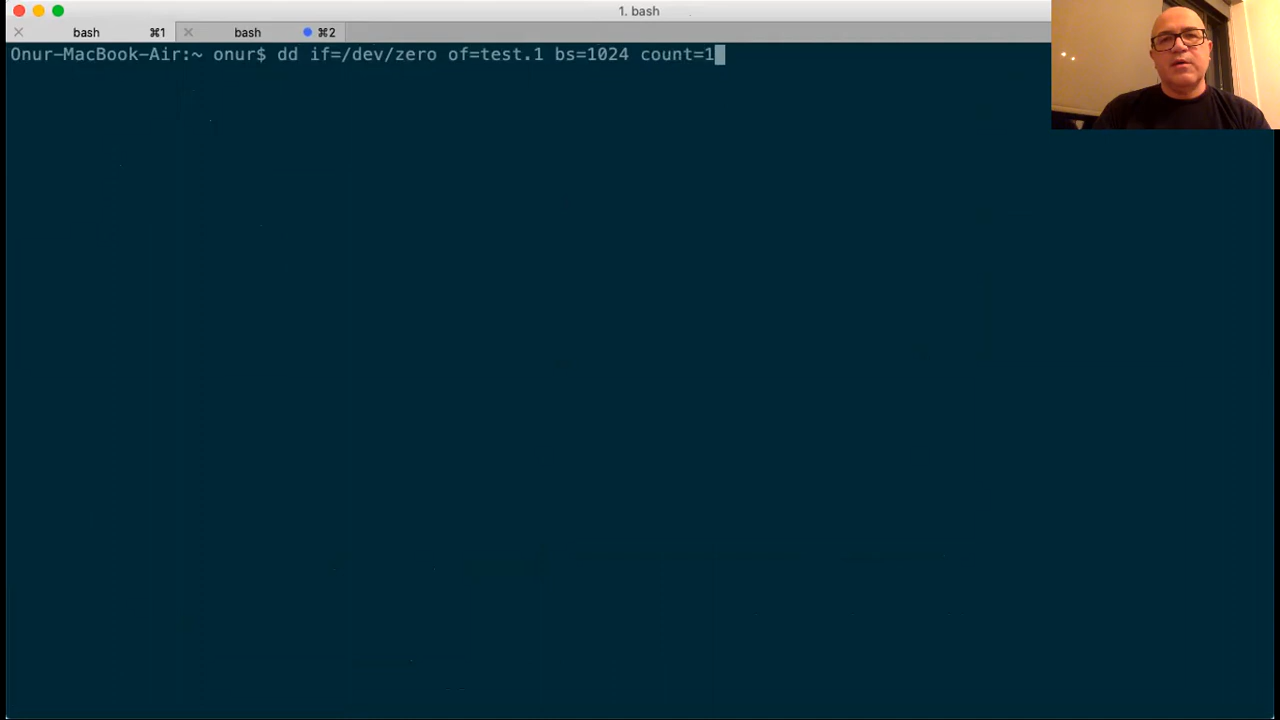 1. bash
bash ⌘1 bash ⌘2
Onur-MacBook-Air:~ onur$ dd if=/dev/zero of=test.1 bs=1024 count=1